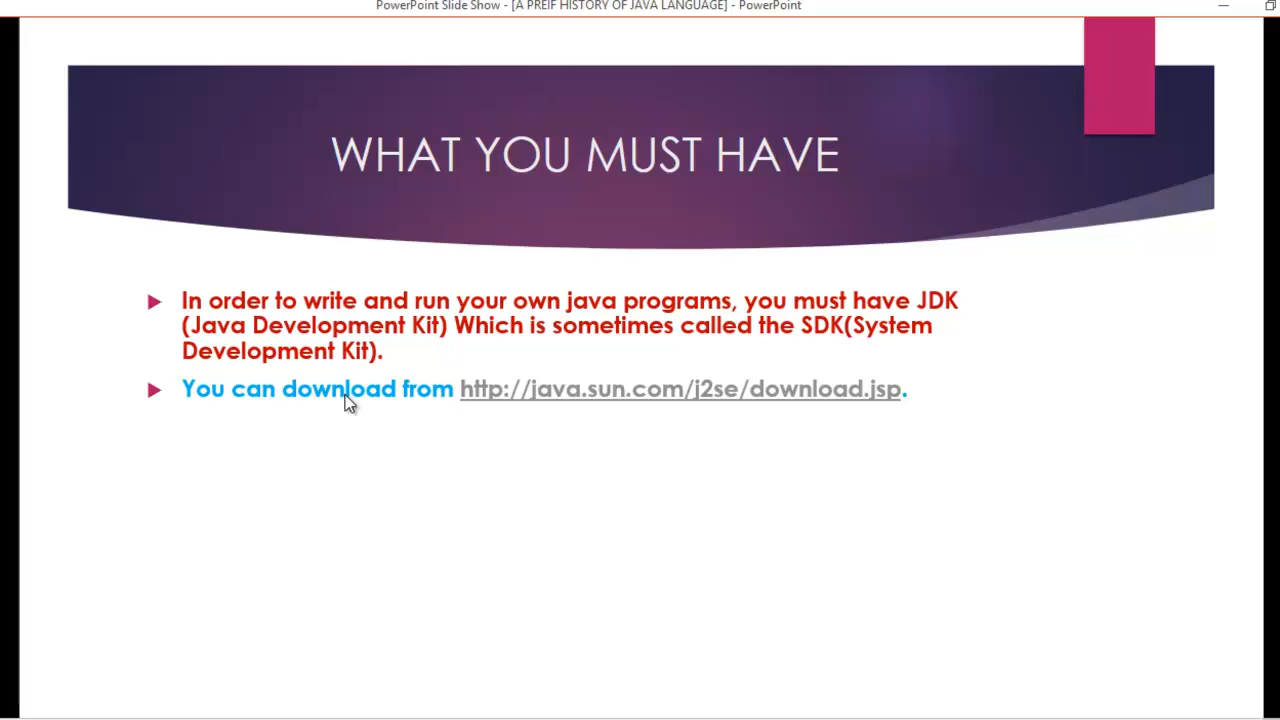 PowerPoint Slide Show - [A PREIF HISTORY OF JAVA LANGUAGE] - PowerPoint
WHAT YOU MUST HAVE
In order to write and run your own java programs, you must have JDK
(Java Development Kit) Which is sometimes called the SDK(System
Development Kit).
You can download from http://java.sun.com/j2se/download.jsp.